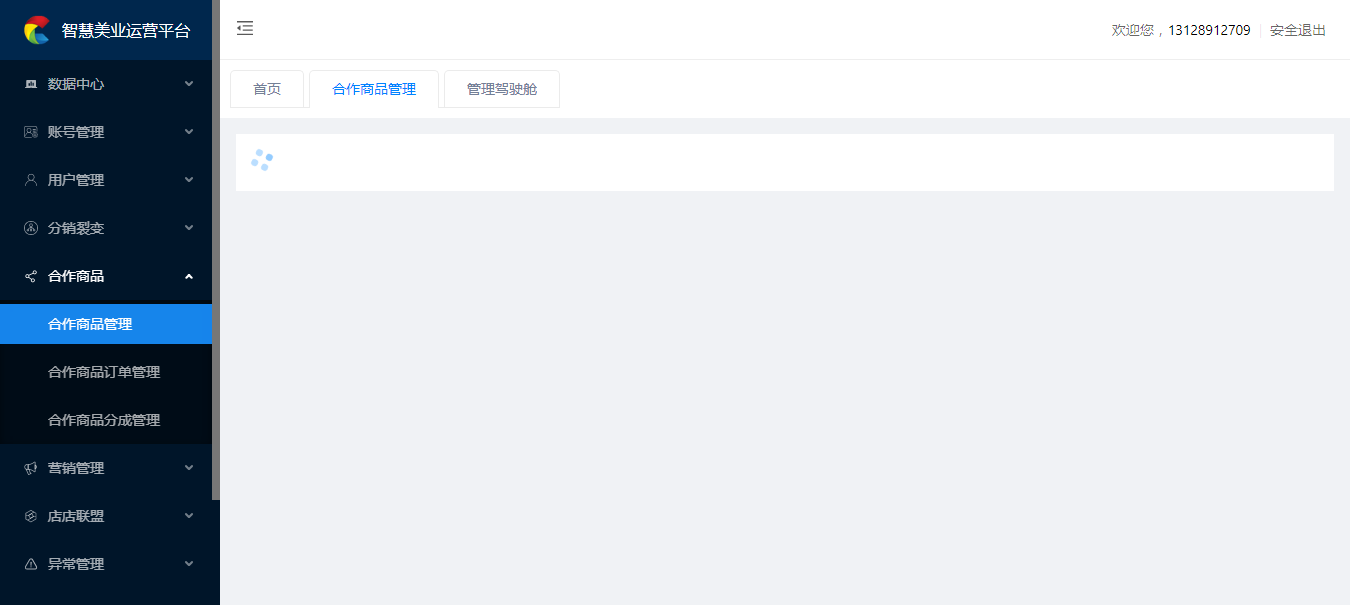 智慧美业运营平台
欢迎您，13128912709 安全退出
首页 合作商品管理 管理驾驶舱
数据中心
账号管理
用户管理
分销裂变
合作商品
合作商品管理
合作商品订单管理
合作商品分成管理
营销管理
店店联盟
异常管理